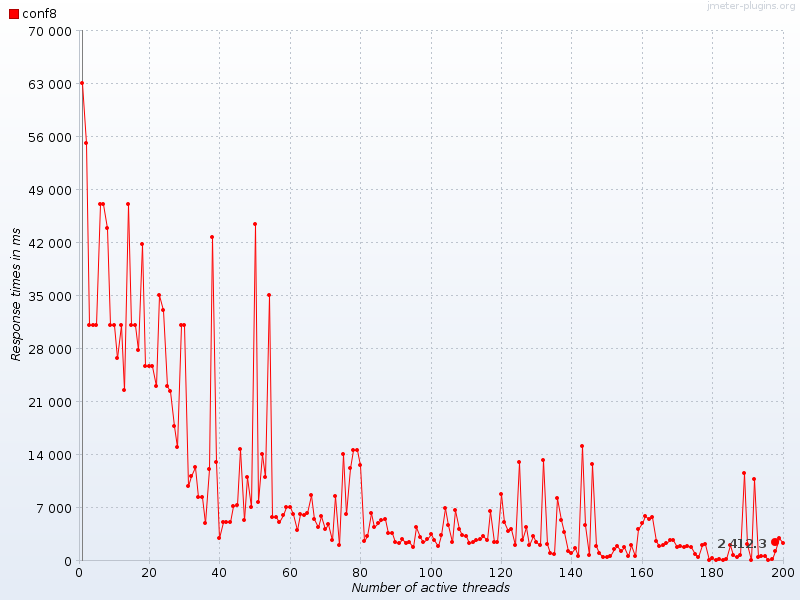 conf8
jmeter-plugins.org
70 000
63 000
56 000
49 000
42 000
35 000
28 000
21 000
14 000
7 000
0
Response times in ms
2 412.3
0 20 40 60 80 100 120 140 160 180 200
Number of active threads